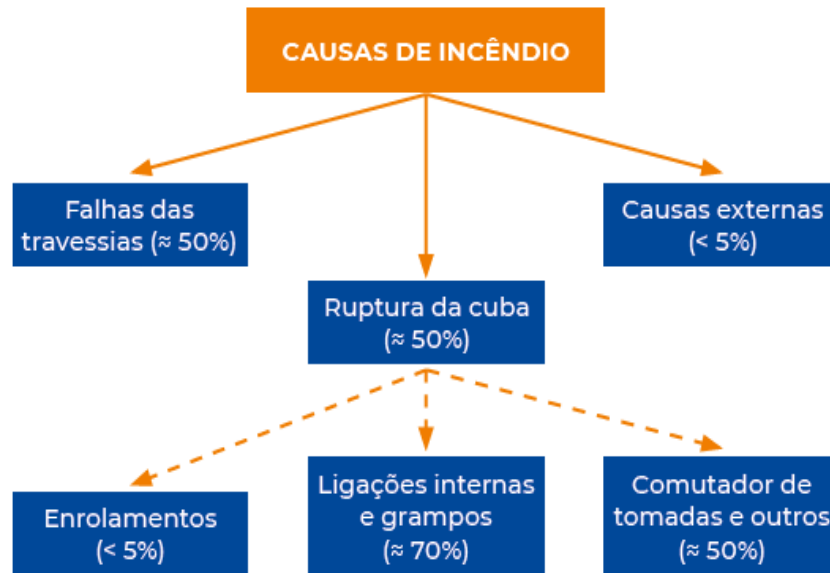 CAUSAS DE INCÊNDIO
Falhas das
travessias (≈ 50%)
Causas externas
(< 5%)
Ruptura da cuba
(≈ 50%)
Enrolamentos
(< 5%)
Ligações internas
e grampos
(≈ 70%)
Comutador de
tomadas e outros
(≈ 50%)